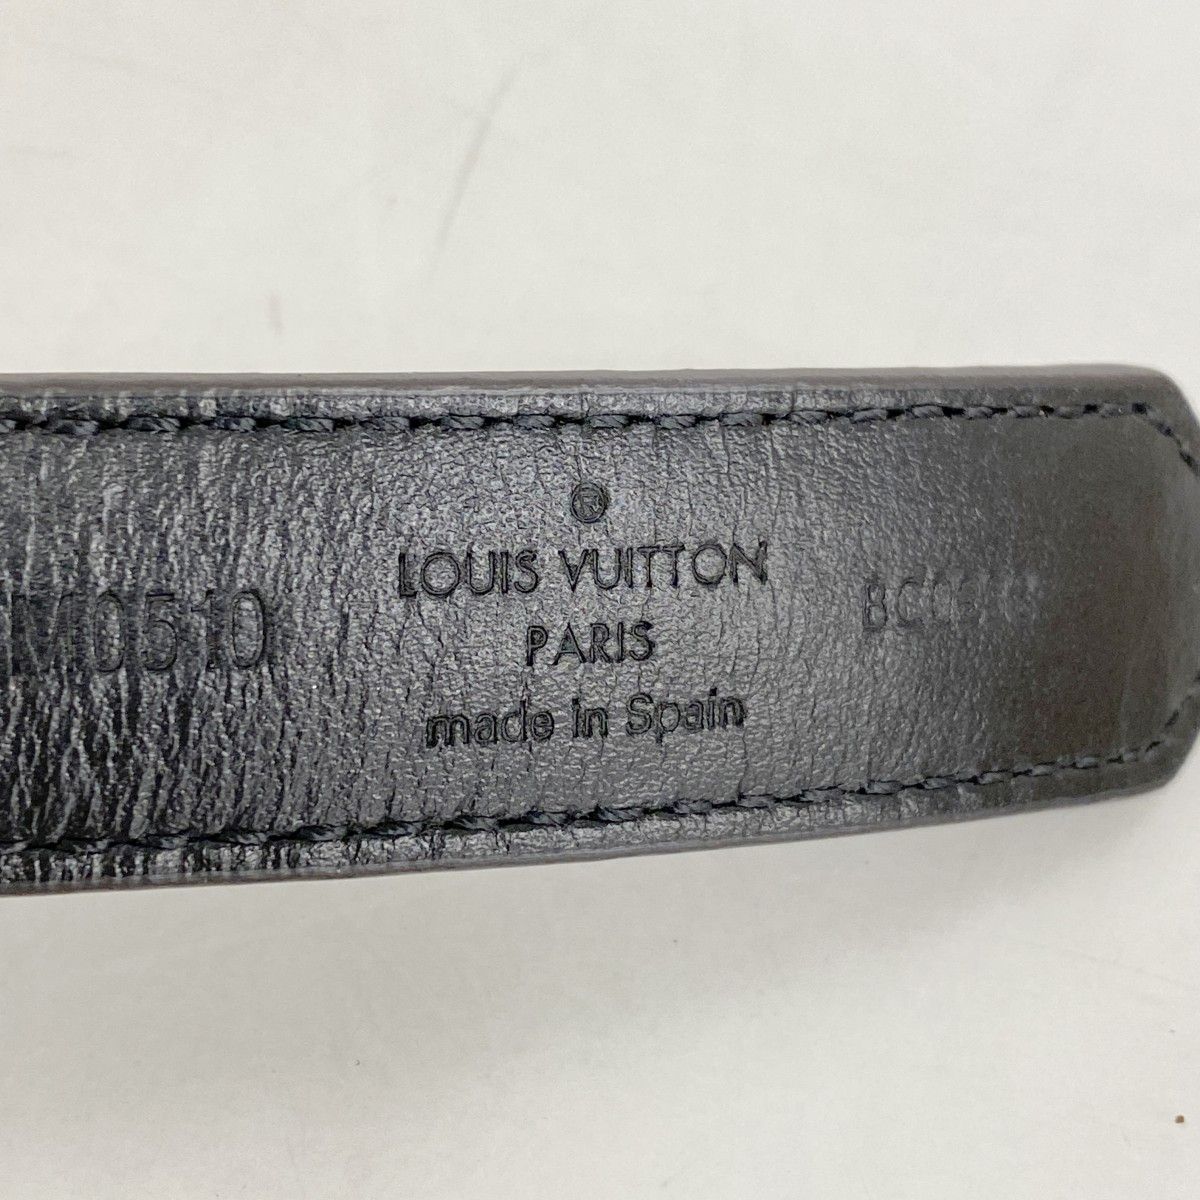 ®
LOUIS VUITTON
PARIS
made in Spain
M0510